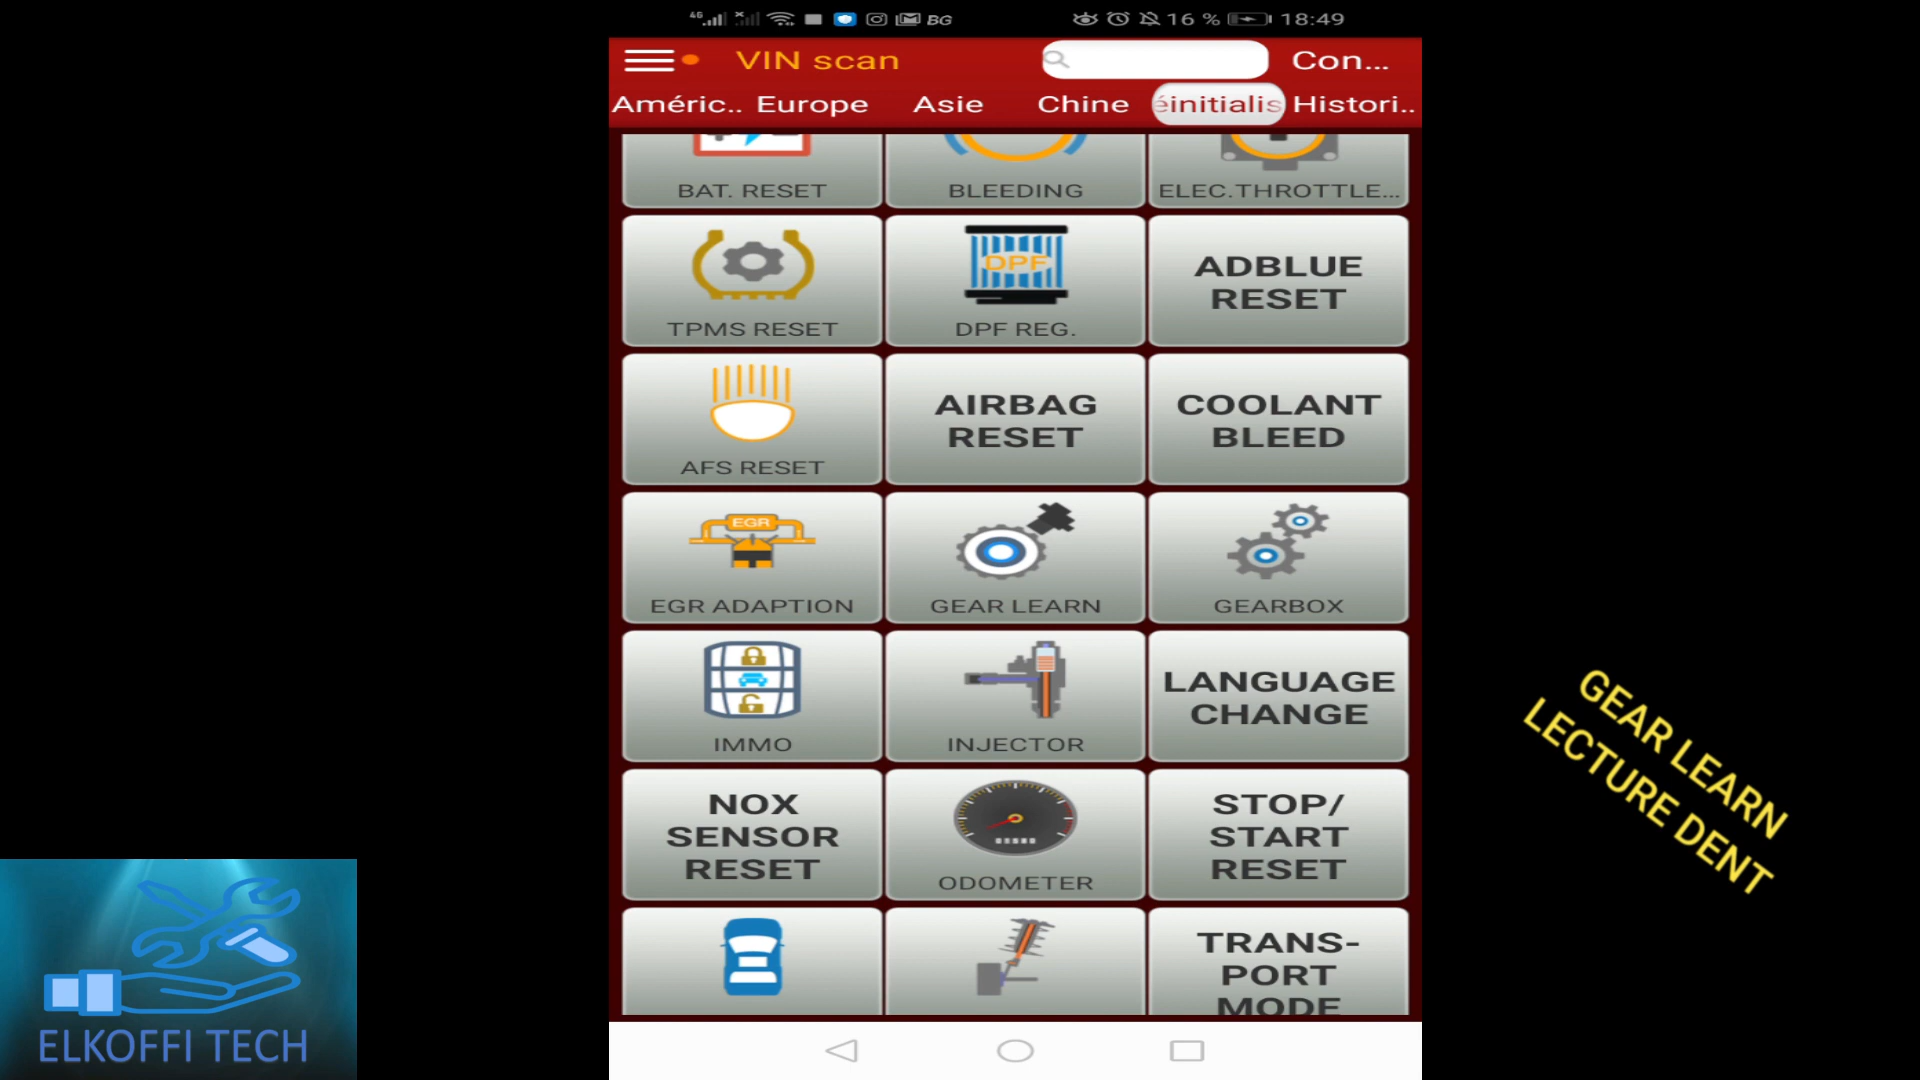 4G
BG
16 %
18:49
VIN scan
Con...
Améric..
Europe
Asie
Chine
éinitialis
Histori..
BAT. RESET
BLEEDING
ELEC.THROTTLE...
TPMS RESET
DPF
DPF REG.
ADBLUE
RESET
AFS RESET
AIRBAG
RESET
COOLANT
BLEED
EGR
EGR ADAPTION
GEAR LEARN
GEARBOX
IMMO
INJECTOR
LANGUAGE
CHANGE
NOX
SENSOR
RESET
ODOMETER
STOP/
START
RESET
TRANS-
PORT
MODE
GEAR LEARN
LECTURE DENT
ELKOFFI TECH